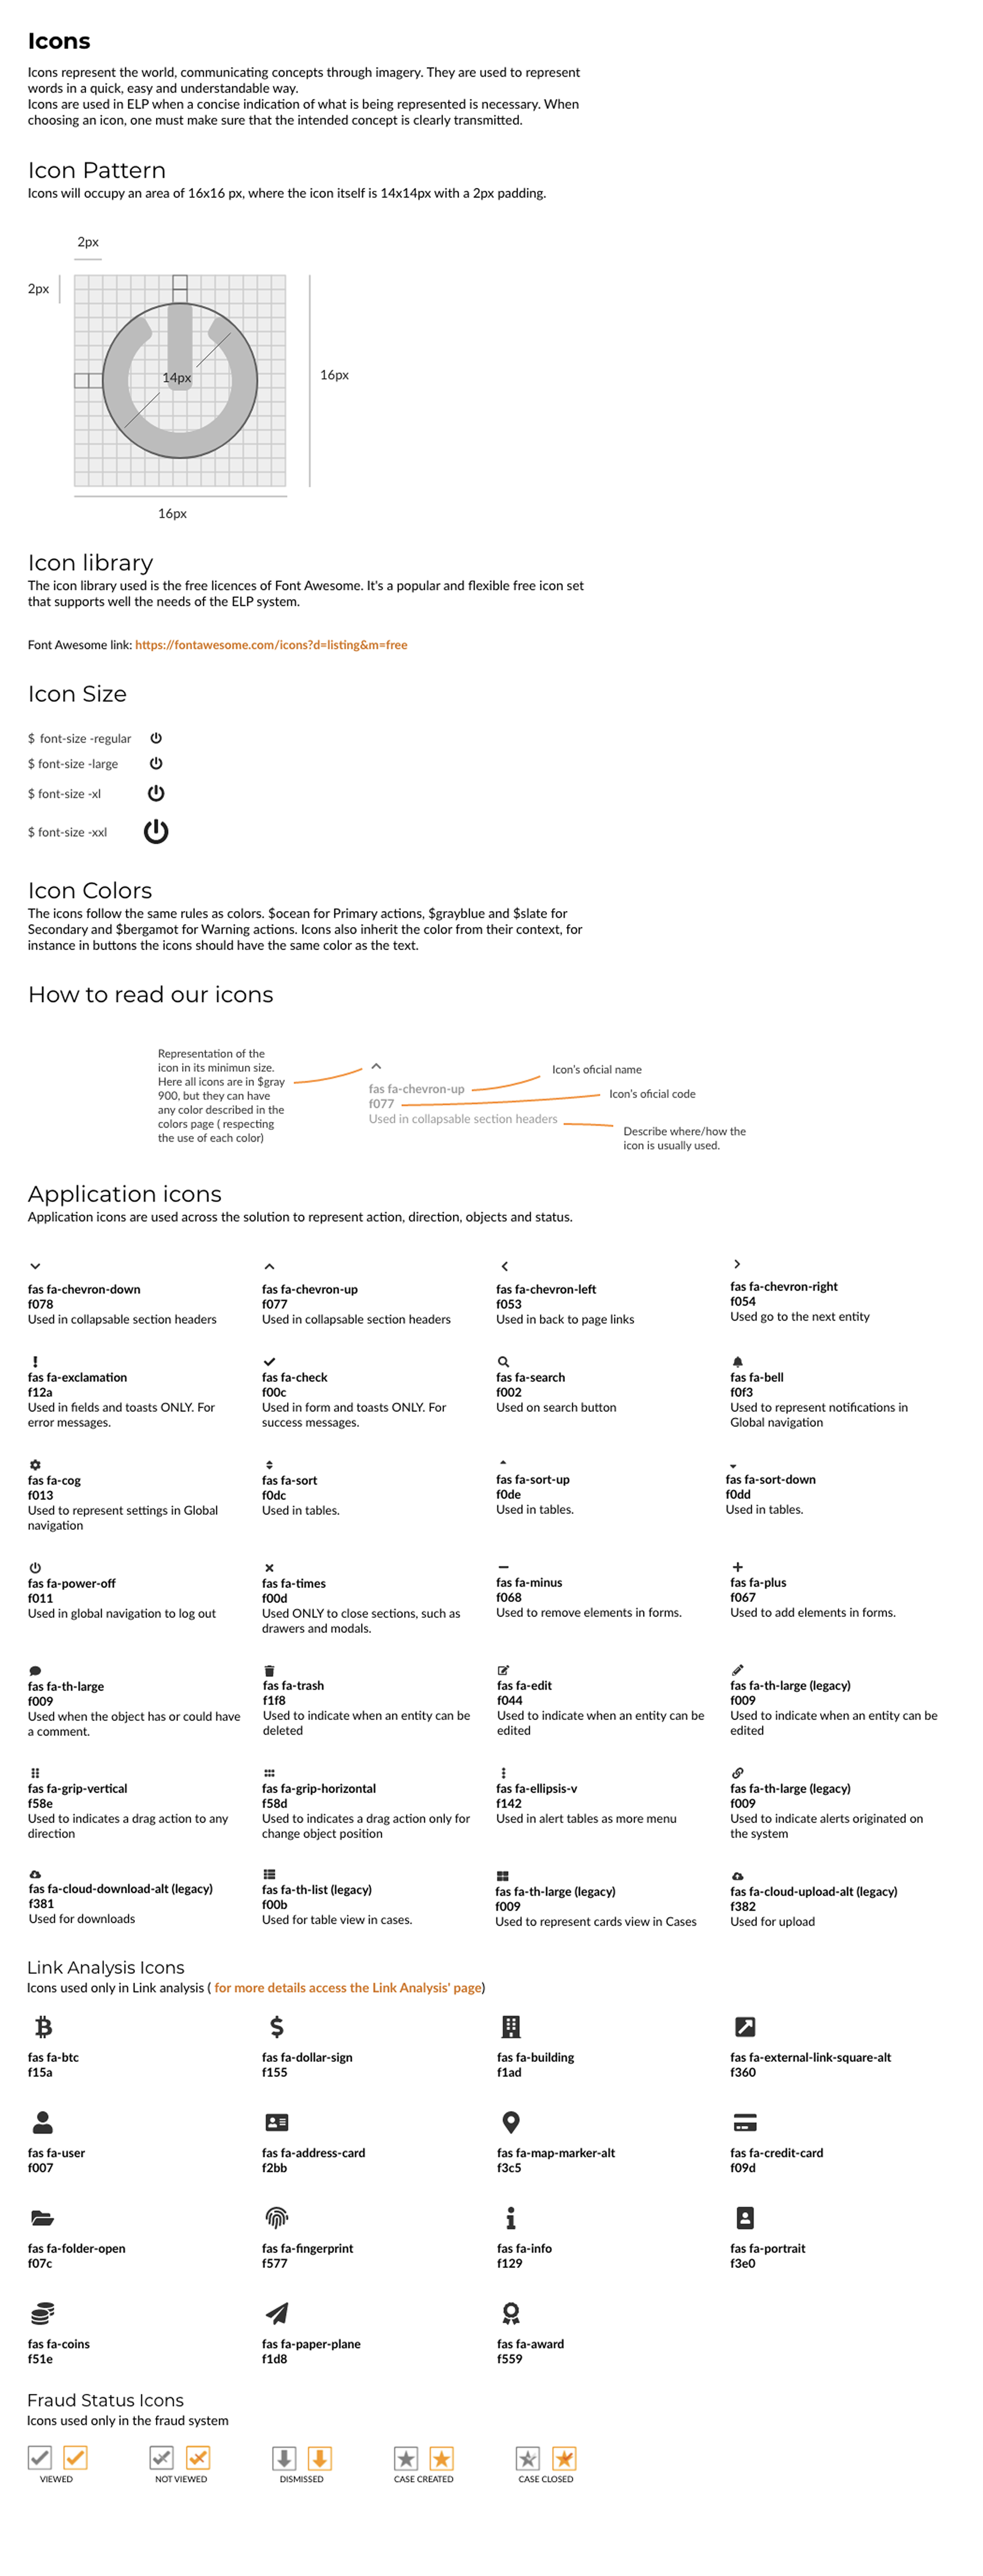 Icons
Icons represent the world, communicating concepts through imagery. They are used to represent
words in a quick, easy and understandable way.
Icons are used in ELP when a concise indication of what is being represented is necessary. When
choosing an icon, one must make sure that the intended concept is clearly transmitted.
Icon Pattern
Icons will occupy an area of 16x16 px, where the icon itself is 14x14px with a 2px padding.
2px
2px
14px
16px
16px
Icon library
The icon library used is the free licences of Font Awesome. It's a popular and flexible free icon set
that supports well the needs of the ELP system.
Font Awesome link: https://fontawesome.com/icons?d=listing&m=free
Icon Size
$ font-size -regular
$ font-size -large
$ font-size -xl
$ font-size -xxl
Icon Colors
The icons follow the same rules as colors. $ocean for Primary actions, $grayblue and $slate for
Secondary and $bergamot for Warning actions. Icons also inherit the color from their context, for
instance in buttons the icons should have the same color as the text.
How to read our icons
Representation of the
icon in its minimun size.
Here all icons are in $gray
900, but they can have
any color described in the
colors page ( respecting
the use of each color)
fas fa-chevron-up
f077
Used in collapsable section headers
Icon's oficial name
Icon's oficial code
Describe where/how the
icon is usually used.
Application icons
Application icons are used across the solution to represent action, direction, objects and status.
fas fa-chevron-down
f078
Used in collapsable section headers
fas fa-chevron-up
f077
Used in collapsable section headers
fas fa-chevron-left
f053
Used in back to page links
fas fa-chevron-right
f054
Used go to the next entity
fas fa-exclamation
f12a
Used in fields and toasts ONLY. For
error messages.
fas fa-check
f00c
Used in form and toasts ONLY. For
success messages.
fas fa-search
f002
Used on search button
fas fa-bell
f0f3
Used to represent notifications in
Global navigation
fas fa-cog
f013
Used to represent settings in Global
navigation
fas fa-sort
f0dc
Used in tables.
fas fa-sort-up
f0de
Used in tables.
fas fa-sort-down
f0dd
Used in tables.
fas fa-power-off
f011
Used in global navigation to log out
fas fa-times
f00d
Used ONLY to close sections, such as
drawers and modals.
fas fa-minus
f068
Used to remove elements in forms.
fas fa-plus
f067
Used to add elements in forms.
fas fa-th-large
f009
Used when the object has or could have
a comment.
fas fa-trash
f1f8
Used to indicate when an entity can be
deleted
fas fa-edit
f044
Used to indicate when an entity can be
edited
fas fa-th-large (legacy)
f009
Used to indicate when an entity can be
edited
fas fa-grip-vertical
f58e
Used to indicates a drag action to any
direction
fas fa-grip-horizontal
f58d
Used to indicates a drag action only for
change object position
fas fa-ellipsis-v
f142
Used in alert tables as more menu
fas fa-th-large (legacy)
f009
Used to indicate alerts originated on
the system
fas fa-cloud-download-alt (legacy)
f381
Used for downloads
fas fa-th-list (legacy)
f00b
Used for table view in cases.
fas fa-th-large (legacy)
f009
Used to represent cards view in Cases
fas fa-cloud-upload-alt (legacy)
f382
Used for upload
Link Analysis Icons
Icons used only in Link analysis ( for more details access the Link Analysis' page)
fas fa-btc
f15a
fas fa-dollar-sign
f155
fas fa-building
f1ad
fas fa-external-link-square-alt
f360
fas fa-user
f007
fas fa-address-card
f2bb
fas fa-map-marker-alt
f3c5
fas fa-credit-card
f09d
fas fa-folder-open
f07c
fas fa-fingerprint
f577
fas fa-info
f129
fas fa-portrait
f3e0
fas fa-coins
f51e
fas fa-paper-plane
f1d8
fas fa-award
f559
Fraud Status Icons
Icons used only in the fraud system
VIEWED
NOT VIEWED
DISMISSED
CASE CREATED
CASE CLOSED